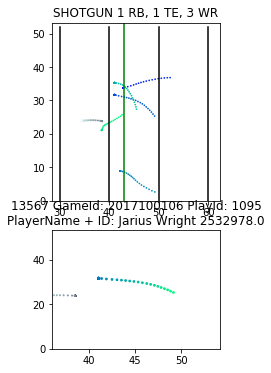 SHOTGUN 1 RB, 1 TE, 3 WR
50
40
30
20
10
0
30 40 50 60
13567 GameId: 2017100106 PlayId: 1095
PlayerName + ID: Jarius Wright 2532978.0
40
20
0
40 45 50